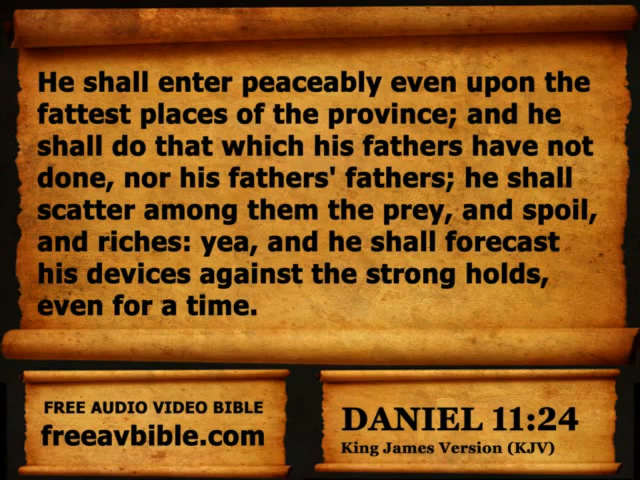 He shall enter peaceably even upon the
fattest places of the province; and he
shall do that which his fathers have not
done, nor his fathers' fathers; he shall
scatter among them the prey, and spoil,
and riches: yea, and he shall forecast
his devices against the strong holds,
even for a time.
FREE AUDIO VIDEO BIBLE
freeavbible.com
DANIEL 11:24
King James Version (KJV)